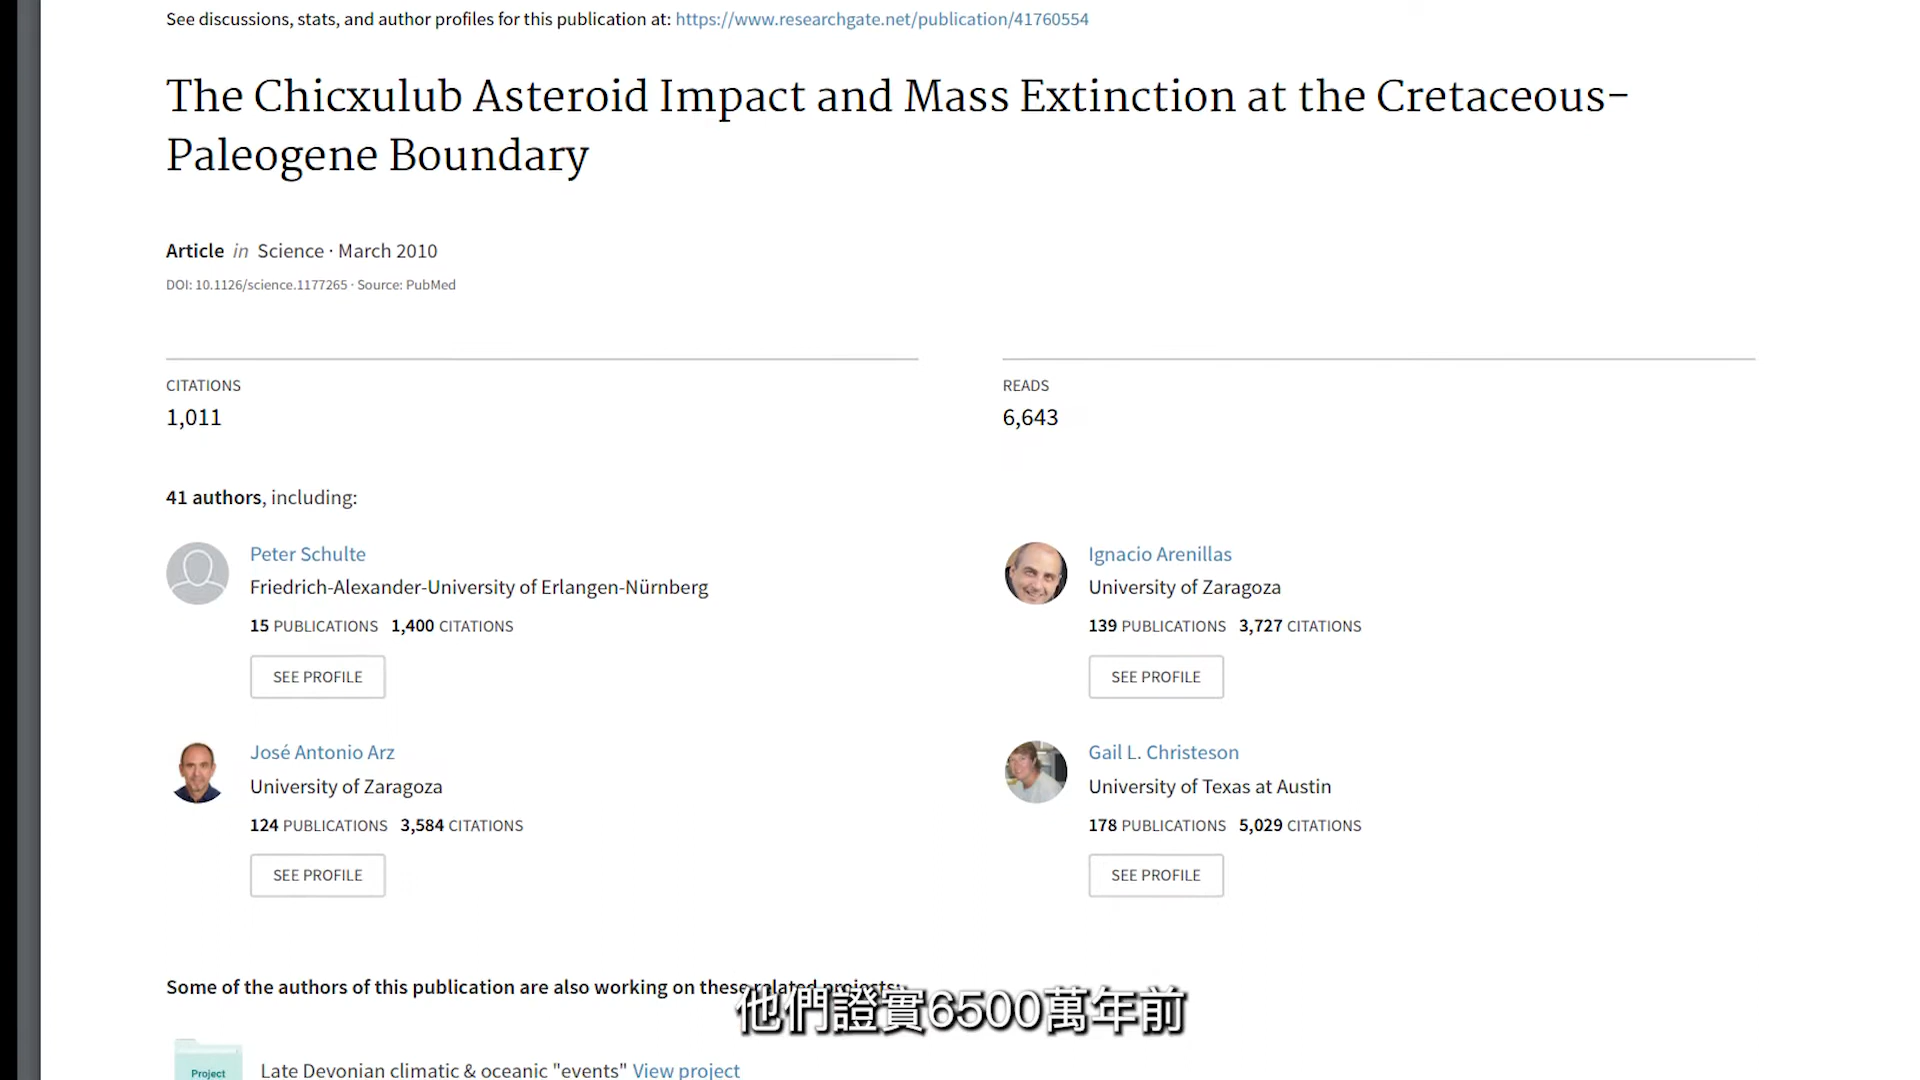 See discussions, stats, and author profiles for this publication at: https://www.researchgate.net/publication/41760554
The Chicxulub Asteroid Impact and Mass Extinction at the Cretaceous-
Paleogene Boundary
Article in Science · March 2010
DOI: 10.1126/science.1177265 · Source: PubMed
CITATIONS
1,011
READS
6,643
41 authors, including:
Peter Schulte
Friedrich-Alexander-University of Erlangen-Nürnberg
15 PUBLICATIONS 1,400 CITATIONS
SEE PROFILE
Ignacio Arenillas
University of Zaragoza
139 PUBLICATIONS 3,727 CITATIONS
SEE PROFILE
José Antonio Arz
University of Zaragoza
124 PUBLICATIONS 3,584 CITATIONS
SEE PROFILE
Gail L. Christeson
University of Texas at Austin
178 PUBLICATIONS 5,029 CITATIONS
SEE PROFILE
Some of the authors of this publication are also working on these related projects:
他們證實6500萬年前
Project
Late Devonian climatic & oceanic "events" View project